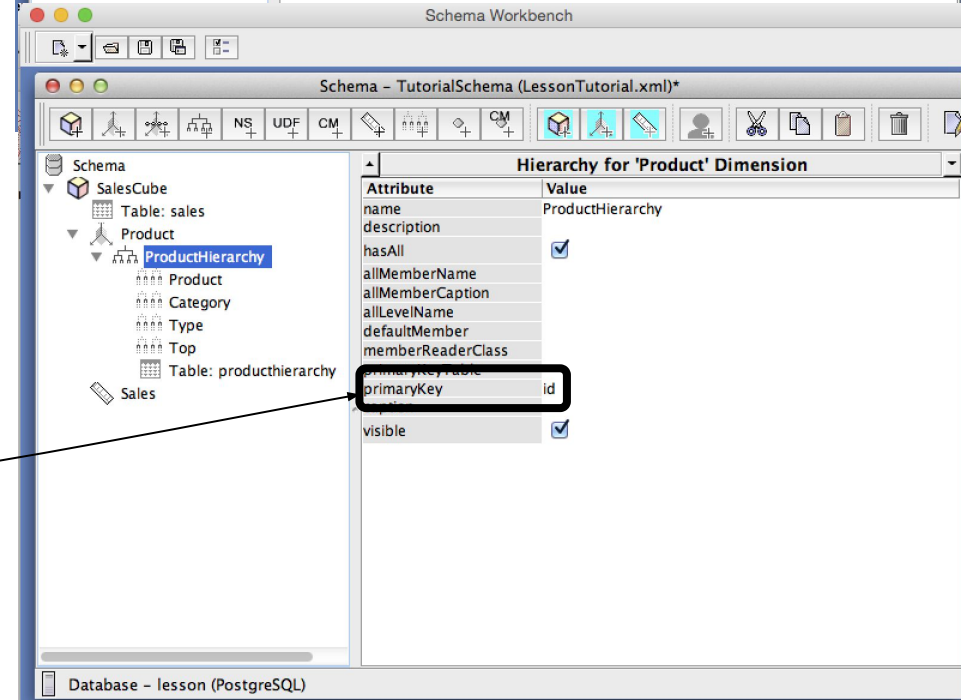 Schema Workbench
Schema - TutorialSchema (LessonTutorial.xml)*
NS UDF CM CM
Schema
SalesCube
Table: sales
Product
ProductHierarchy
Product
Category
Type
Top
Table: producthierarchy
Sales
Hierarchy for 'Product' Dimension
Attribute Value
name ProductHierarchy
description
hasAll
allMemberName
allMemberCaption
allLevelName
defaultMember
memberReaderClass
primaryKeyTable
primaryKey id
caption
visible
Database - lesson (PostgreSQL)